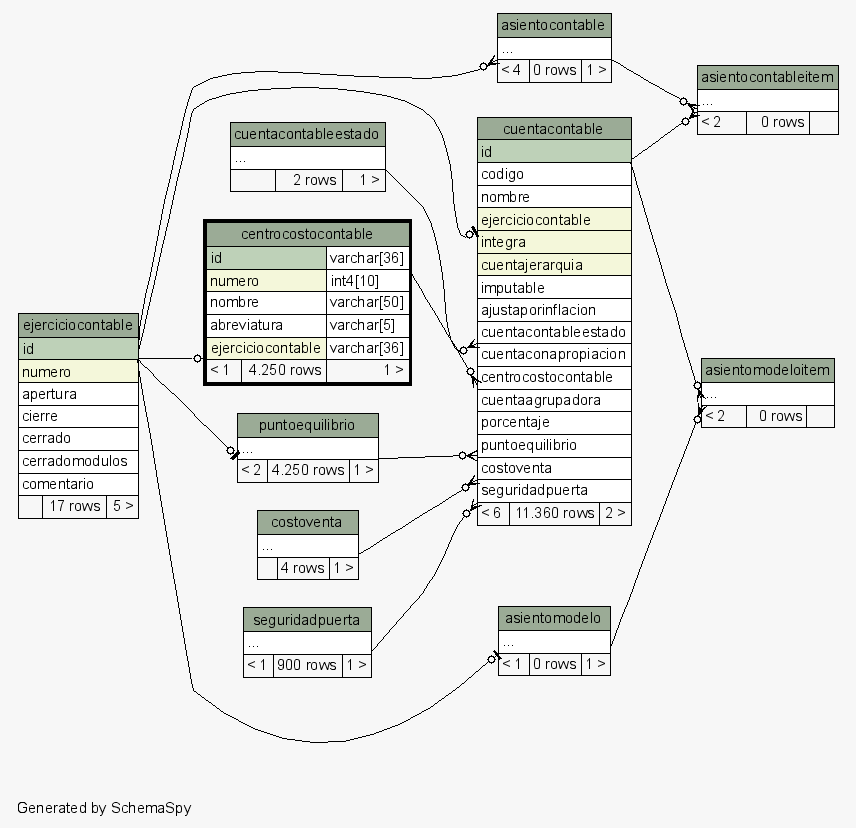 asientocontable
...
< 4 0 rows 1 >
asientocontableitem
...
< 2 0 rows
cuentacontableestado
...
2 rows 1 >
cuentacontable
id
codigo
nombre
ejerciciocontable
integra
cuentajerarquia
imputable
ajustaporinflacion
cuentacontableestado
cuentaconapropiacion
centrocostocontable
cuentaagrupadora
porcentaje
puntoequilibrio
costoventa
seguridadpuerta
< 6 11.360 rows 2 >
centrocostocontable
id varchar[36]
numero int4[10]
nombre varchar[50]
abreviatura varchar[5]
ejerciciocontable varchar[36]
< 1 4.250 rows 1 >
ejerciciocontable
id
numero
apertura
cierre
cerrado
cerradomodulos
comentario
17 rows 5 >
asientomodeloitem
...
< 2 0 rows
puntoequilibrio
...
< 2 4.250 rows 1 >
costoventa
...
4 rows 1 >
seguridadpuerta
...
< 1 900 rows 1 >
asientomodelo
...
< 1 0 rows 1 >
Generated by SchemaSpy